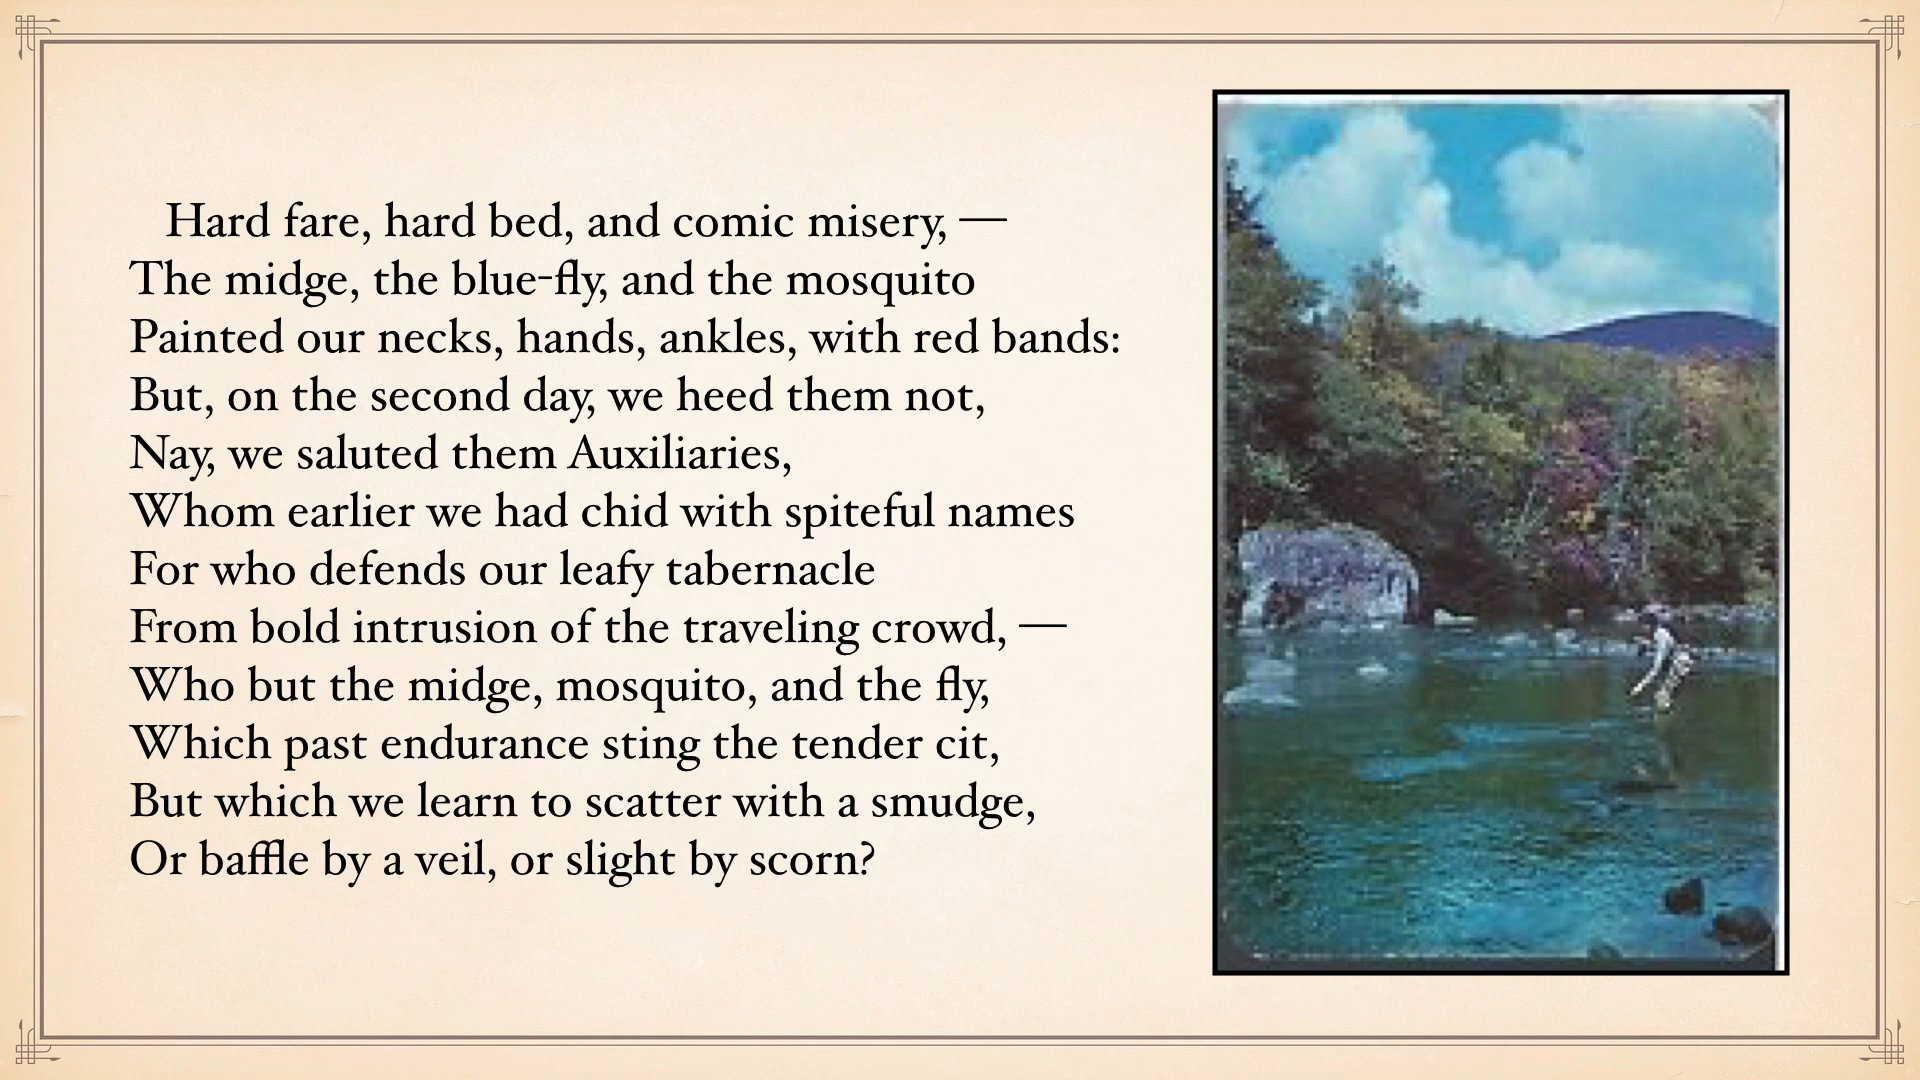 Hard fare, hard bed, and comic misery, —
The midge, the blue-fly, and the mosquito
Painted our necks, hands, ankles, with red bands:
But, on the second day, we heed them not,
Nay, we saluted them Auxiliaries,
Whom earlier we had chid with spiteful names
For who defends our leafy tabernacle
From bold intrusion of the traveling crowd, —
Who but the midge, mosquito, and the fly,
Which past endurance sting the tender cit,
But which we learn to scatter with a smudge,
Or baffle by a veil, or slight by scorn?